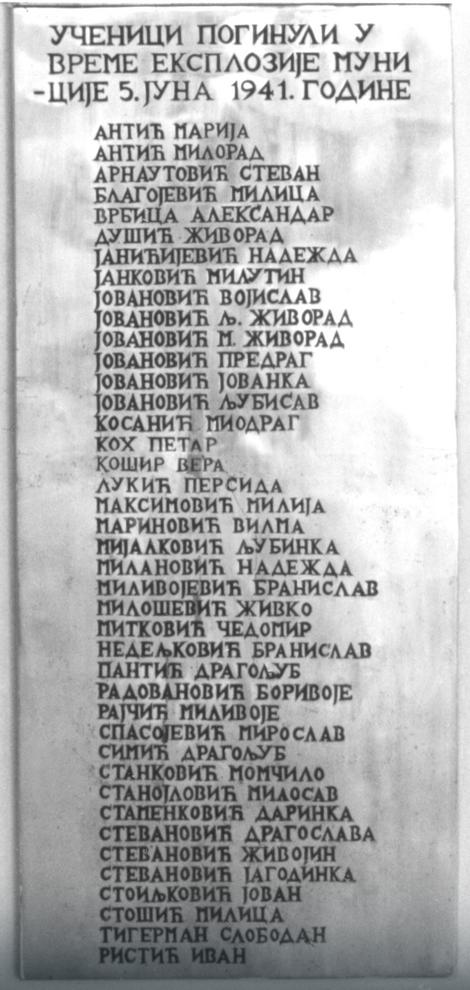 УЧЕНИЦИ ПОГИНУЛИ У
ВРЕМЕ ЕКСПЛОЗИЈЕ МУНИ
-ЦИЈЕ 5. ЈУНА 1941. ГОДИНЕ
АНТИЋ МАРИЈА
АНТИЋ МИЛОРАД
АРНАУТОВИЋ СТЕВАН
БЛАГОЈЕВИЋ МИЛИЦА
ВРБИЦА АЛЕКСАНДАР
ДУШИЋ ЖИВОРАД
ЈАНИЋИЈЕВИЋ НАДЕЖДА
ЈАНКОВИЋ МИЛУТИН
ЈОВАНОВИЋ ВОЈИСЛАВ
ЈОВАНОВИЋ Љ. ЖИВОРАД
ЈОВАНОВИЋ М. ЖИВОРАД
ЈОВАНОВИЋ ПРЕДРАГ
ЈОВАНОВИЋ ЈОВАНКА
ЈОВАНОВИЋ ЉУБИСАВ
КОСАНИЋ МИОДРАГ
КОХ ПЕТАР
КОШИР ВЕРА
ЛУКИЋ ПЕРСИДА
МАКСИМОВИЋ МИЛИЈА
МАРИНОВИЋ ВИЛМА
МИЈАЛКОВИЋ ЉУБИНКА
МИЛАНОВИЋ НАДЕЖДА
МИЛИВОЈЕВИЋ БРАНИСЛАВ
МИЛОШЕВИЋ ЖИВКО
МИТКОВИЋ ЧЕДОМИР
НЕДЕЉКОВИЋ БРАНИСЛАВ
ПАНТИЋ ДРАГОЉУБ
РАДОВАНОВИЋ БОРИВОЈЕ
РАЈЧИЋ МИЛИВОЈЕ
СПАСОЈЕВИЋ МИРОСЛАВ
СИМИЋ ДРАГОЉУБ
СТАНКОВИЋ МОМЧИЛО
СТАНОЈЛОВИЋ МИЛОСАВ
СТАМЕНКОВИЋ ДАРИНКА
СТЕВАНОВИЋ ДРАГОСЛАВА
СТЕВАНОВИЋ ЖИВОЈИН
СТЕВАНОВИЋ ЈАГОДИНКА
СТОИЉКОВИЋ ЈОВАН
СТОШИЋ МИЛИЦА
ТИГЕРМАН СЛОБОДАН
РИСТИЋ ИВАН